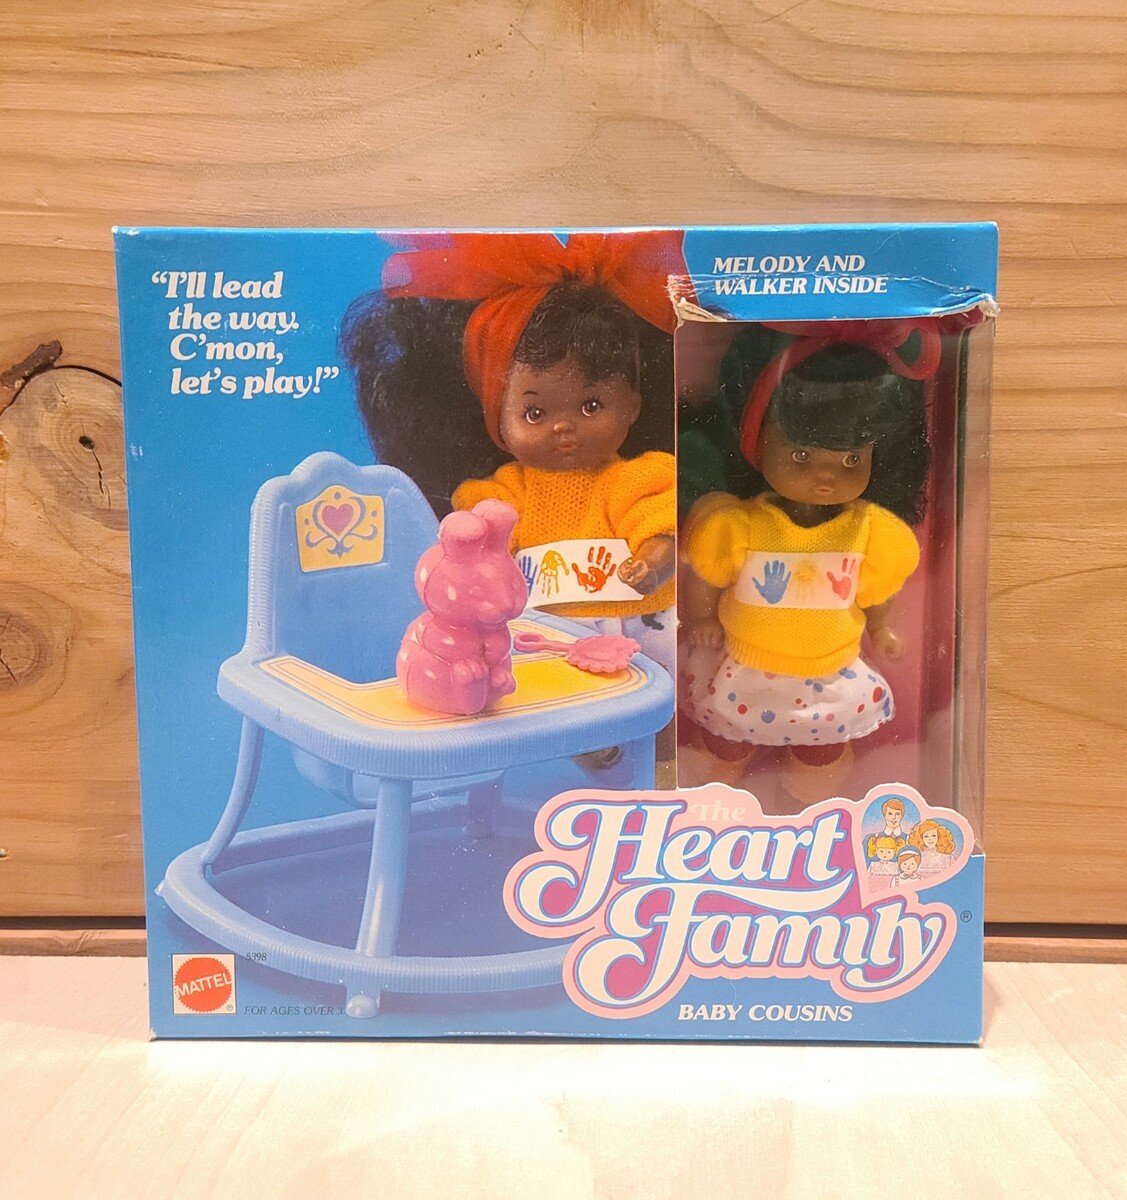 “I'll lead
the way.
C'mon,
let's play!”
MELODY AND
WALKER INSIDE
The
Heart
Family
®
BABY COUSINS
5398
MATTEL
®
FOR AGES OVER 3